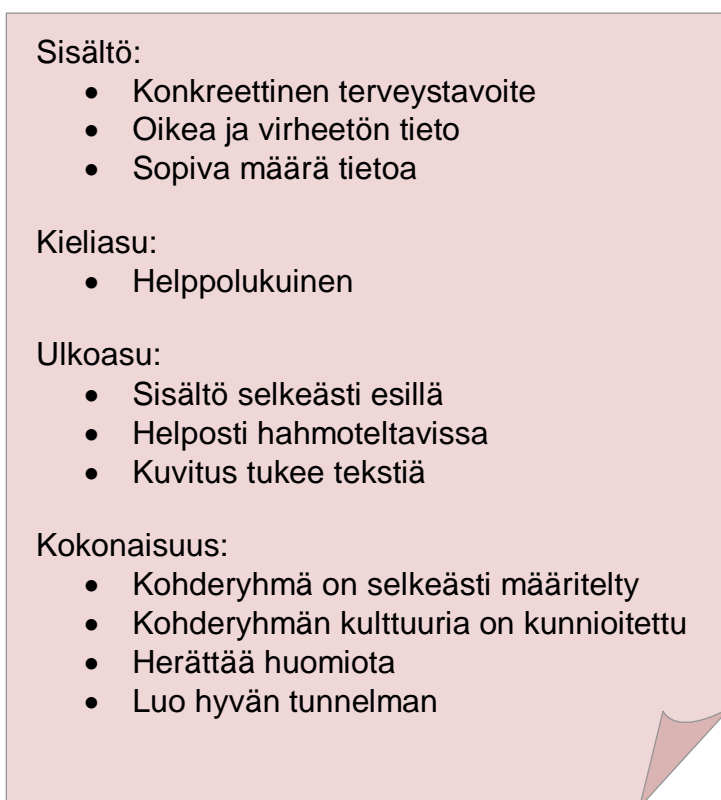 Sisältö:
• Konkreettinen terveystavoite
• Oikea ja virheetön tieto
• Sopiva määrä tietoa
Kieliasu:
• Helppolukuinen
Ulkoasu:
• Sisältö selkeästi esillä
• Helposti hahmoteltavissa
• Kuvitus tukee tekstiä
Kokonaisuus:
• Kohderyhmä on selkeästi määritelty
• Kohderyhmän kulttuuria on kunnioitettu
• Herättää huomiota
• Luo hyvän tunnelman